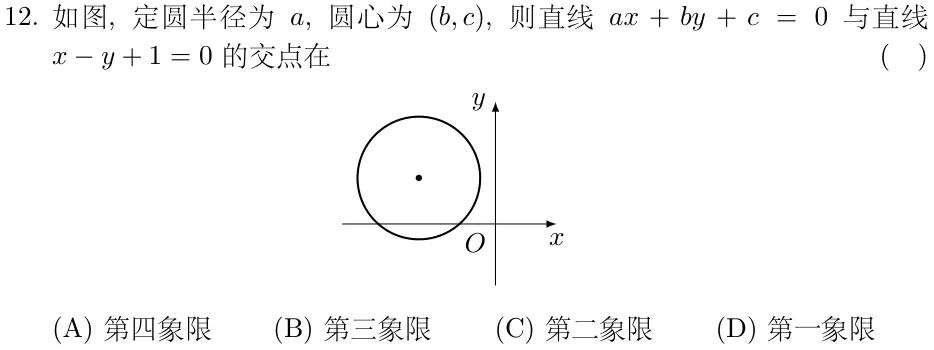 12. 如图, 定圆半径为 a, 圆心为 (b, c), 则直线 ax + by + c = 0 与直线
x − y + 1 = 0 的交点在 ( )
y
O
x
(A) 第四象限 (B) 第三象限 (C) 第二象限 (D) 第一象限